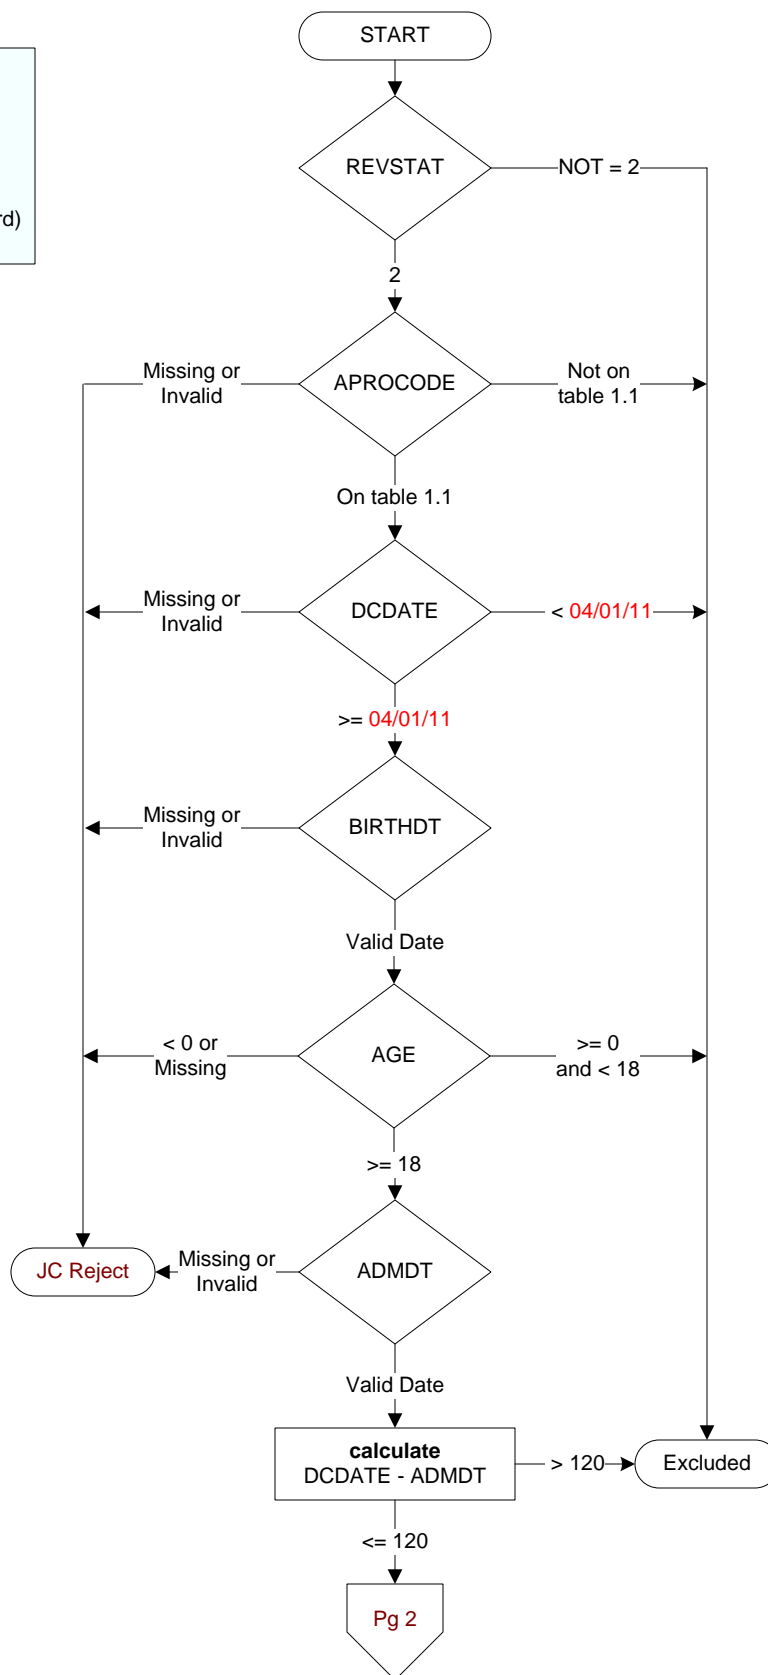 START
rd)
REVSTAT
NOT = 2
2
Missing or
Invalid
APROCODE
Not on
table 1.1
On table 1.1
Missing or
Invalid
DCDATE
< 04/01/11
>= 04/01/11
Missing or
Invalid
BIRTHDT
Valid Date
< 0 or
Missing
AGE
>= 0
and < 18
>= 18
JC Reject
Missing or
Invalid
ADMDT
Valid Date
calculate
DCDATE - ADMDT
> 120
Excluded
<= 120
Pg 2